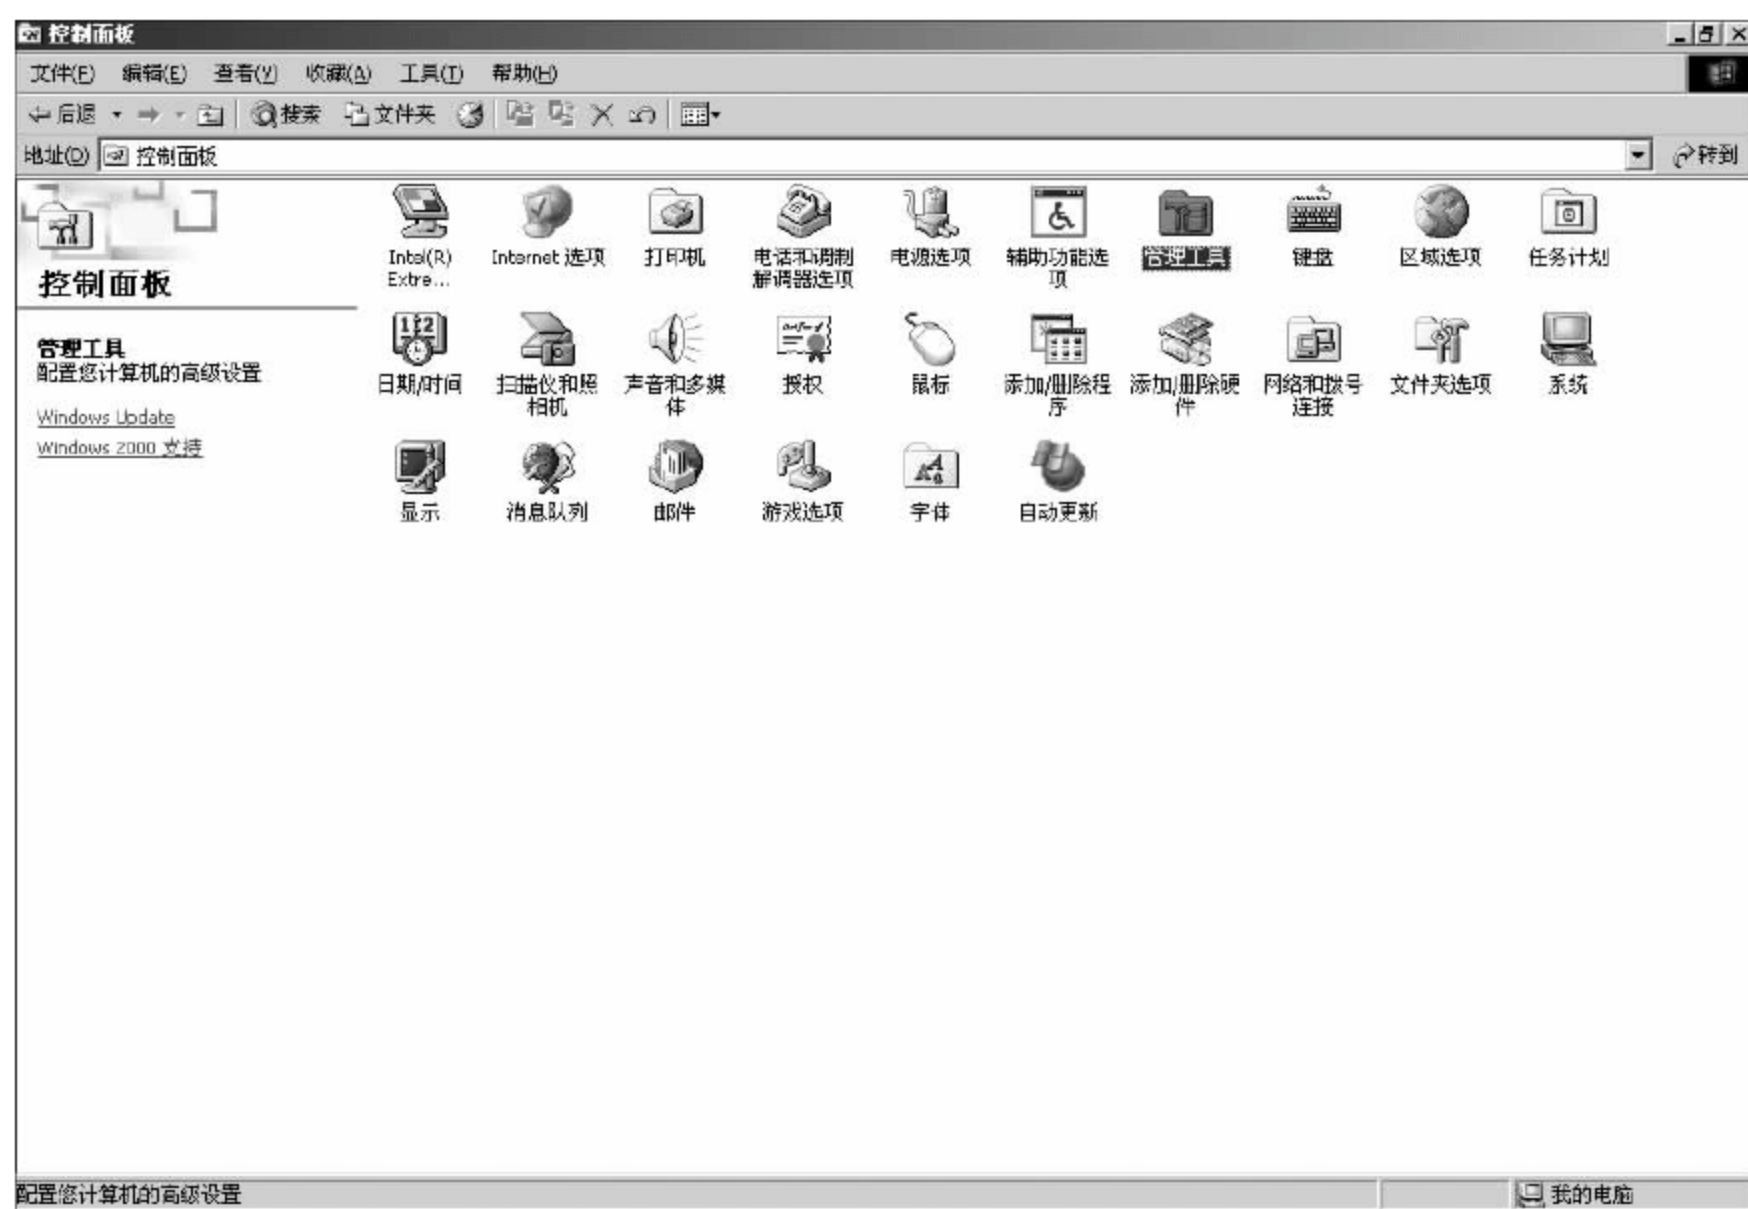 控制面板
文件(F) 编辑(E) 查看(V) 收藏(A) 工具(T) 帮助(H)
后退 搜索 文件夹
地址(D) 控制面板 转到
控制面板
管理工具
配置您计算机的高级设置
Windows Update
Windows 2000 支持
Intel(R) Internet 选项 打印机 电话和调制 电源选项 辅助功能选 管理工具 键盘 区域选项 任务计划
Extre... 解调器选项 项
日期/时间 扫描仪和照 声音和多媒 授权 鼠标 添加/删除程 添加/删除硬 网络和拨号 文件夹选项 系统
相机 体 序 件 连接
显示 消息队列 邮件 游戏选项 字体 自动更新
配置您计算机的高级设置 我的电脑